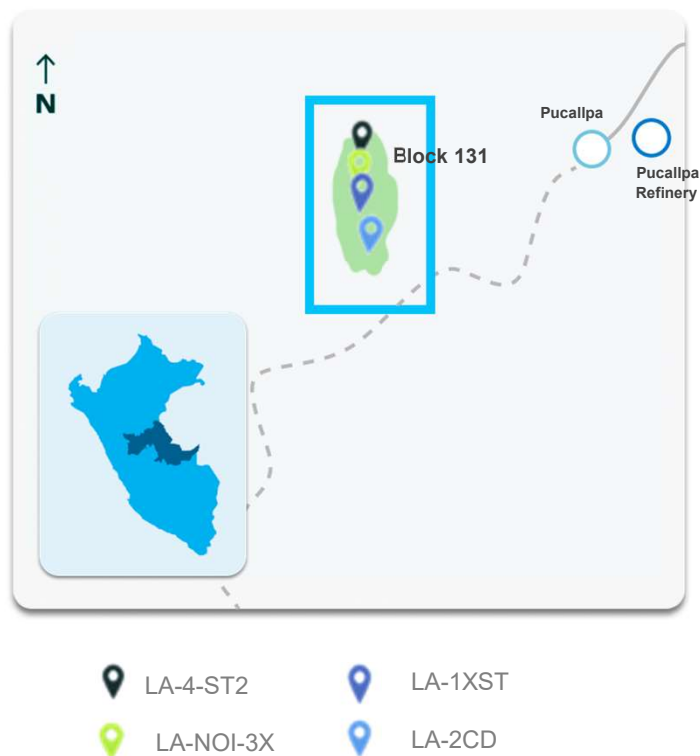 N
Pucallpa
Block 131
Pucallpa
Refinery
LA-4-ST2
LA-1XST
LA-NOI-3X
LA-2CD